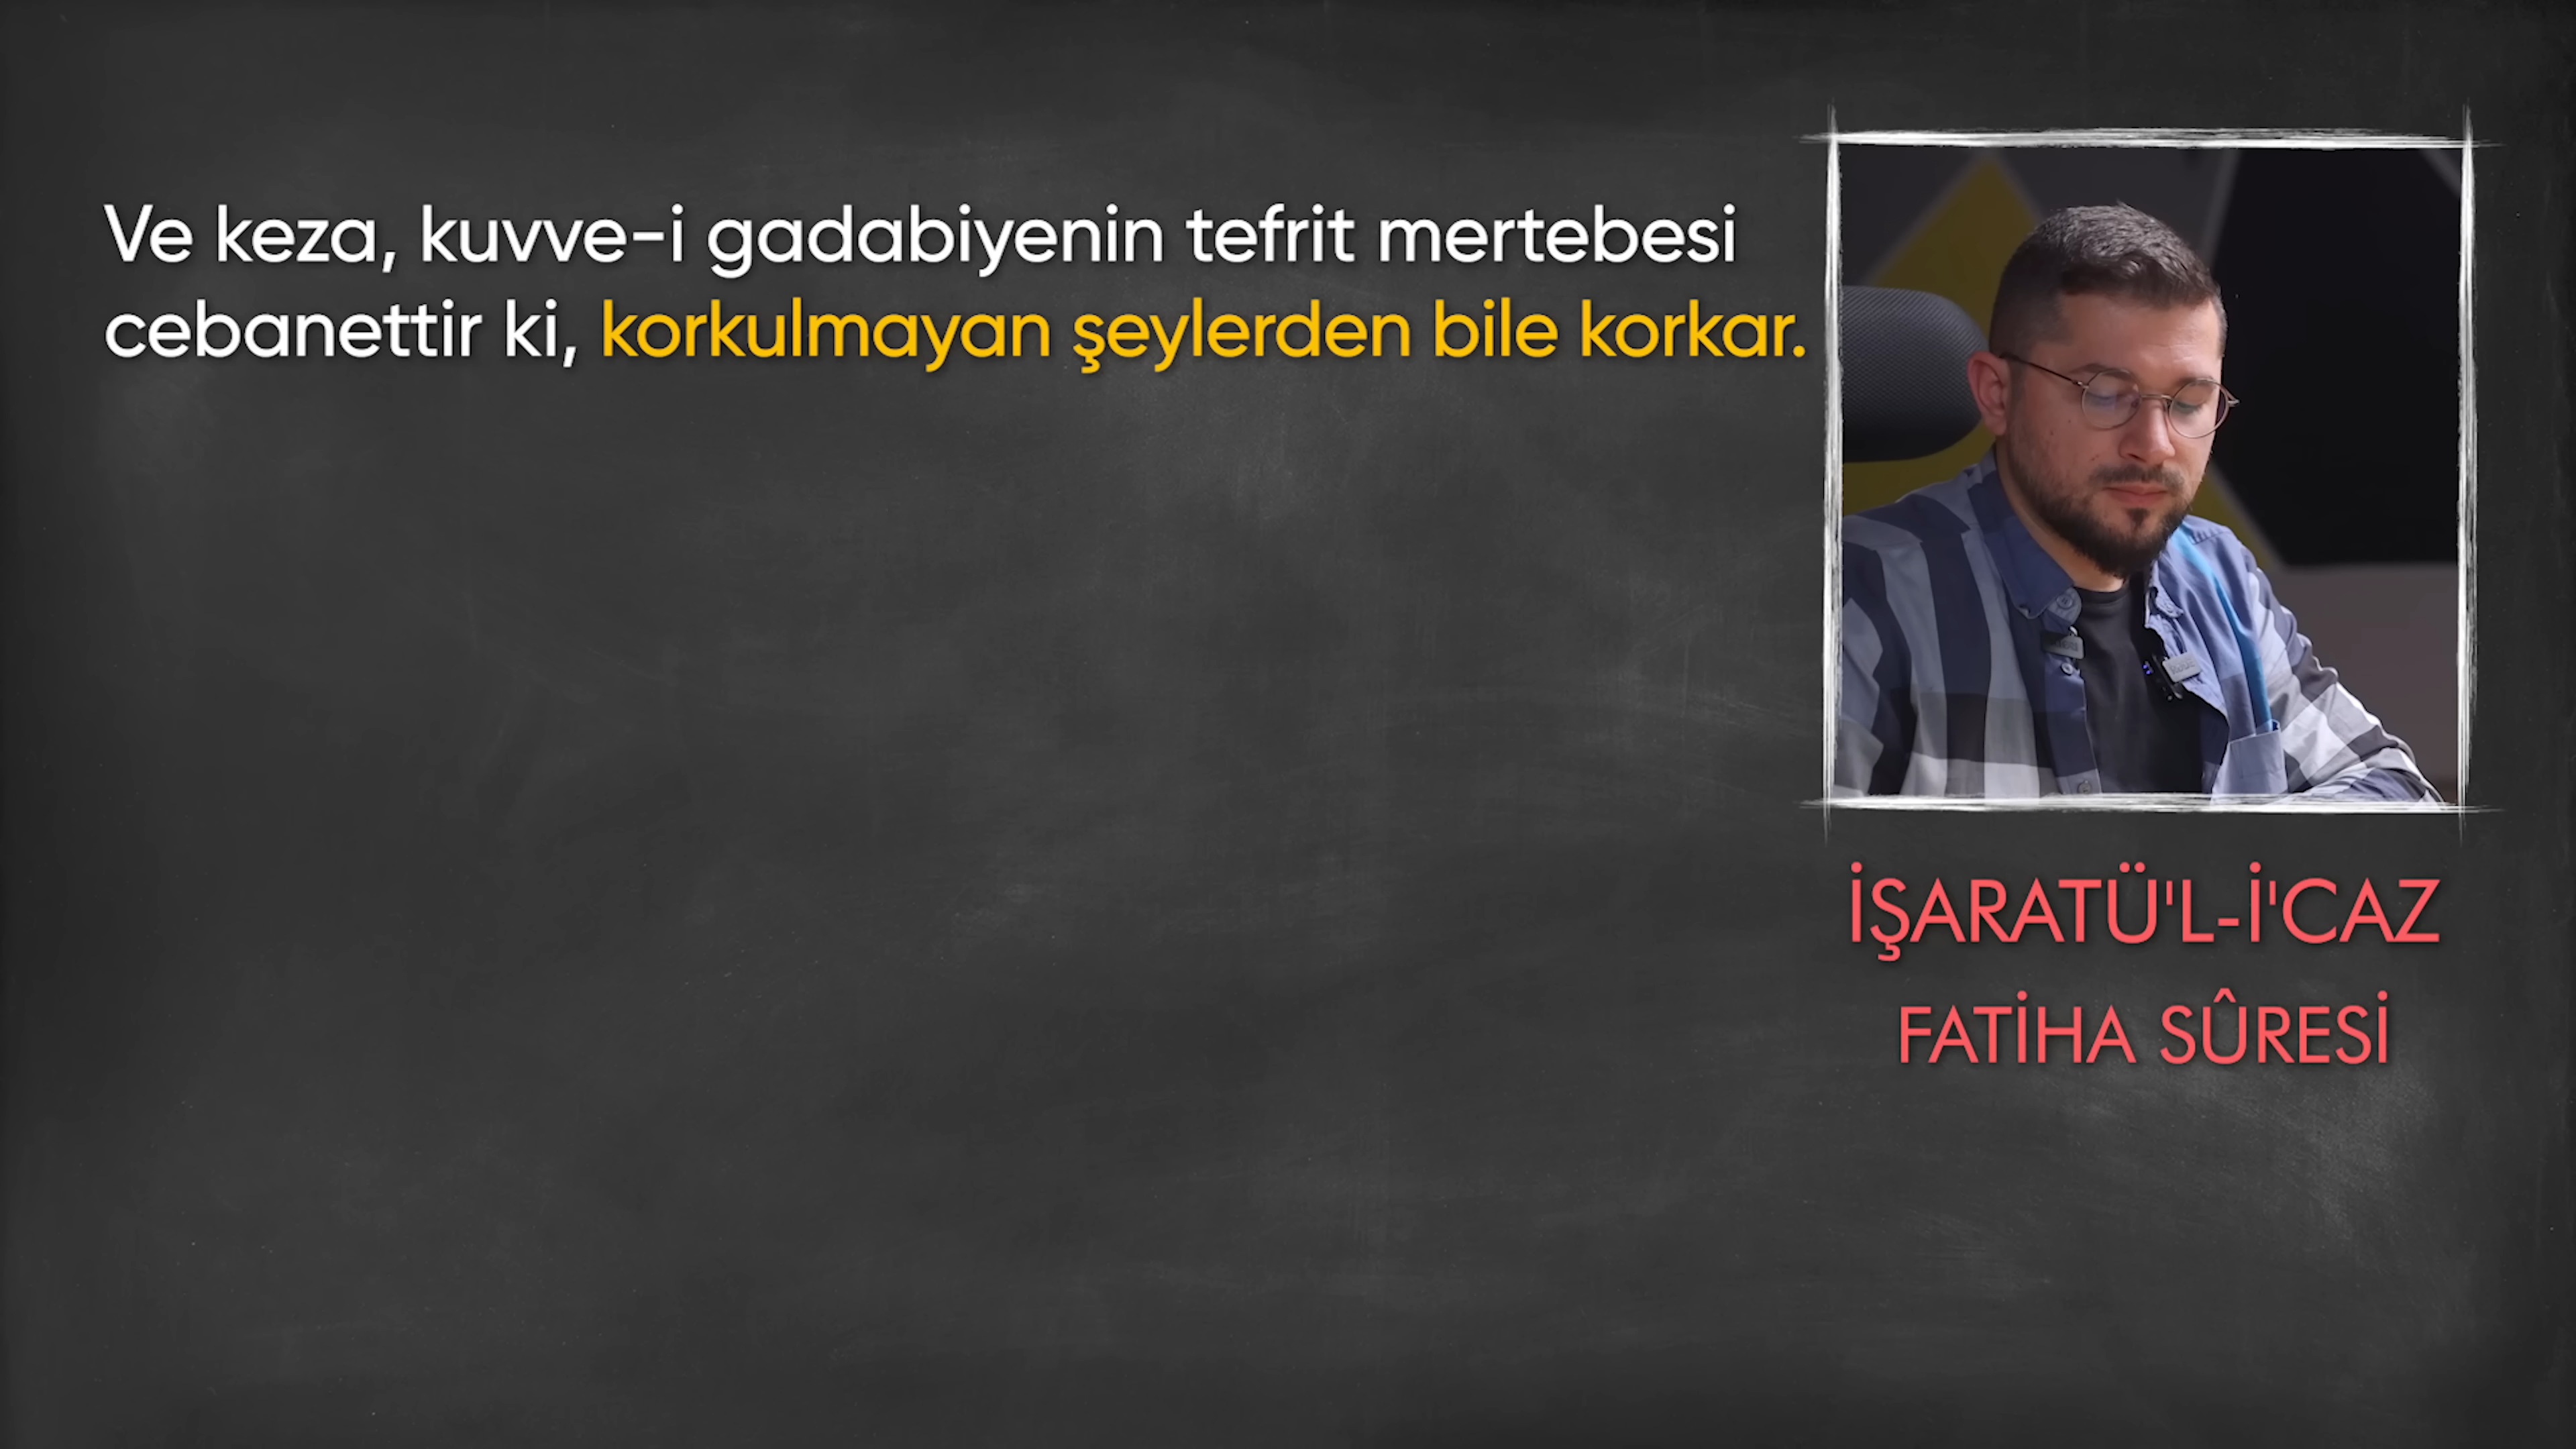 Ve keza, kuvve-i gadabiyenin tefrit mertebesi
cebanettir ki, korkulmayan şeylerden bile korkar.
İŞARATÜ'L-İ'CAZ
FATİHA SÛRESİ